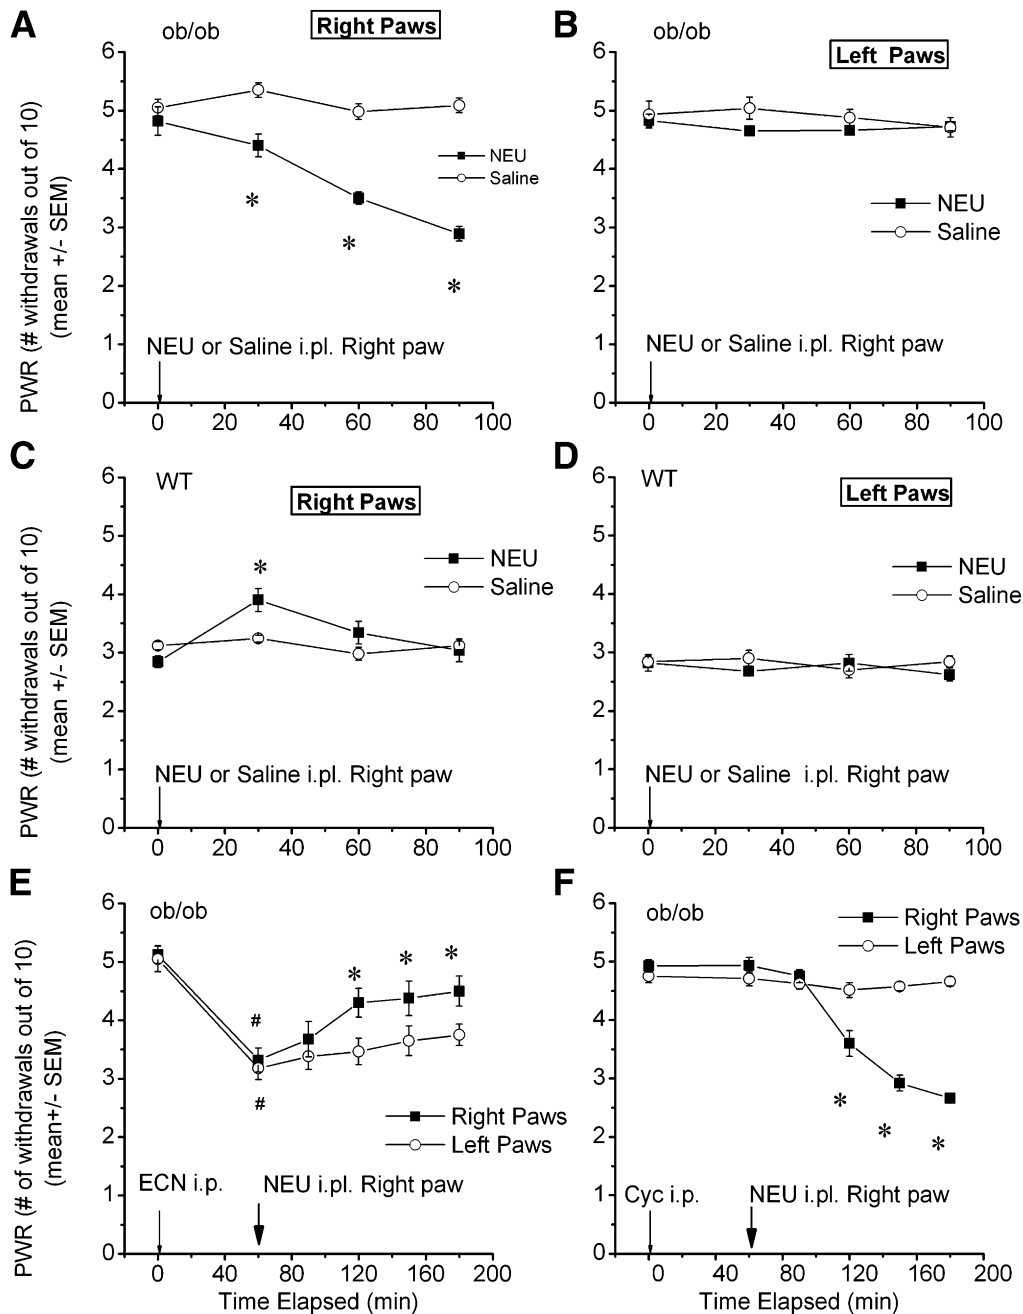 A
ob/ob
Right Paws
6
5
4
3
2
1
0
PWR (# withdrawals out of 10)
(mean +/- SEM)
NEU
Saline
*
*
*
NEU or Saline i.pl. Right paw
0 20 40 60 80 100
B
ob/ob
Left Paws
6
5
4
3
2
1
0
NEU
Saline
NEU or Saline i.pl. Right paw
0 20 40 60 80 100
C
WT
Right Paws
6
5
4
3
2
1
0
PWR (# withdrawals out of 10)
(mean +/- SEM)
NEU
Saline
*
NEU or Saline i.pl. Right paw
0 20 40 60 80 100
D
WT
Left Paws
6
5
4
3
2
1
0
NEU
Saline
NEU or Saline i.pl. Right paw
0 20 40 60 80 100
E
ob/ob
6
5
4
3
2
1
0
PWR (# of withdrawals out of 10)
(mean+/- SEM)
* * *
#
#
Right Paws
Left Paws
ECN i.p.
NEU i.pl. Right paw
0 40 80 120 160 200
Time Elapsed (min)
F
ob/ob
6
5
4
3
2
1
0
Right Paws
Left Paws
*
*
*
Cyc i.p.
NEU i.pl. Right paw
0 40 80 120 160 200
Time Elapsed (min)